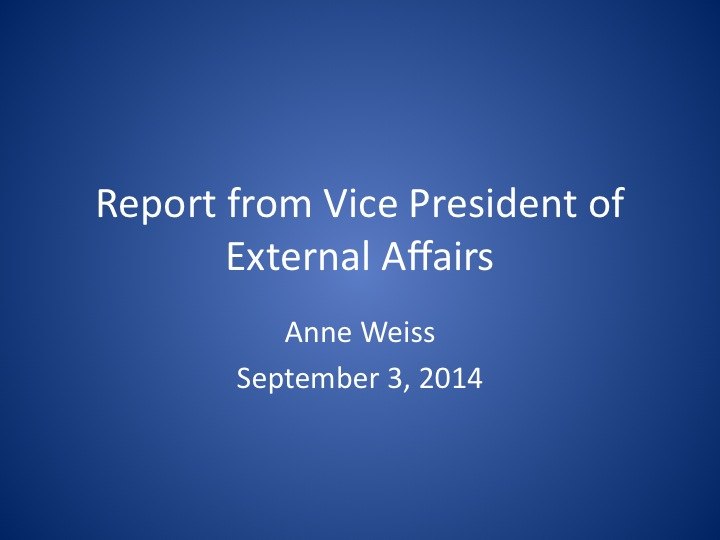 Report from Vice President of
External Affairs
Anne Weiss
September 3, 2014